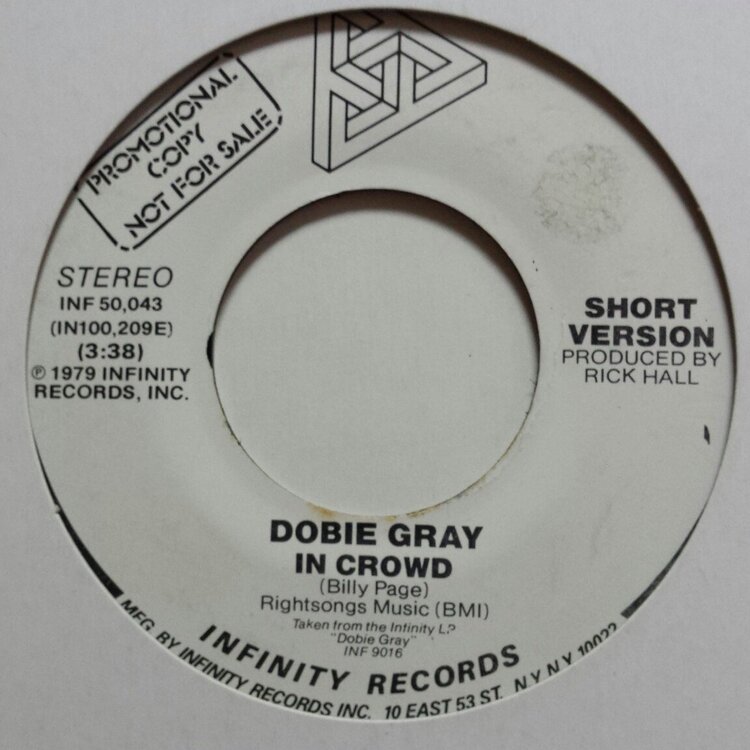 PROMOTIONAL
COPY
NOT FOR SALE
STEREO
INF 50,043
(IN100,209E)
(3:38)
℗ 1979 INFINITY
RECORDS, INC.
SHORT
VERSION
PRODUCED BY
RICK HALL
DOBIE GRAY
IN CROWD
(Billy Page)
Rightsongs Music (BMI)
Taken from the Infinity LP
"Dobie Gray"
INF 9016
INFINITY RECORDS
MFG. BY INFINITY RECORDS INC. 10 EAST 53 ST. N.Y. N.Y. 10022